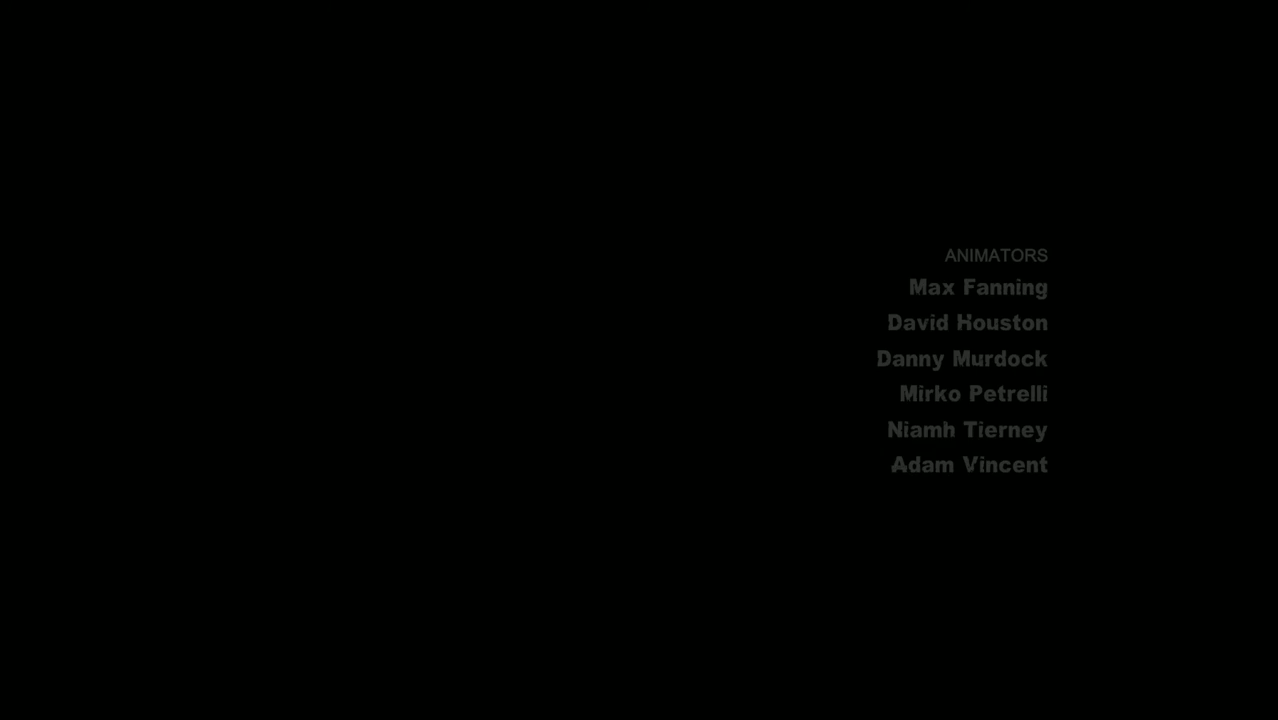 ANIMATORS
Max Fanning
David Houston
Danny Murdock
Mirko Petrelli
Niamh Tierney
Adam Vincent